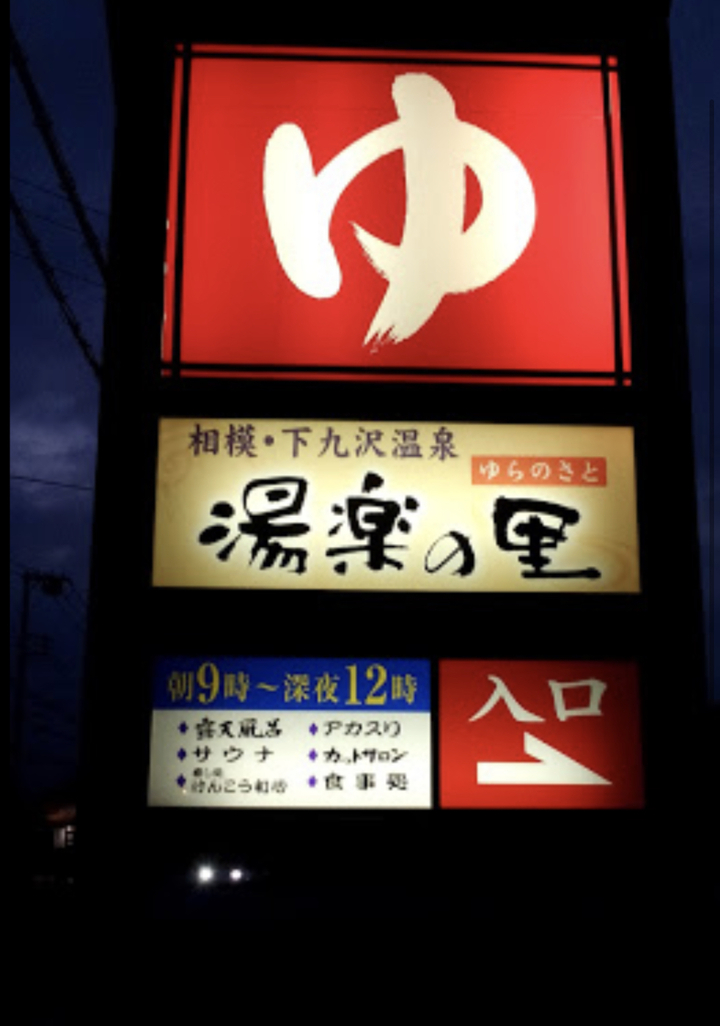 ゆ
相模・下九沢温泉
ゆらのさと
湯楽の里
朝9時～深夜12時
露天風呂
アカスリ
サウナ
カットサロン
食事処
入口